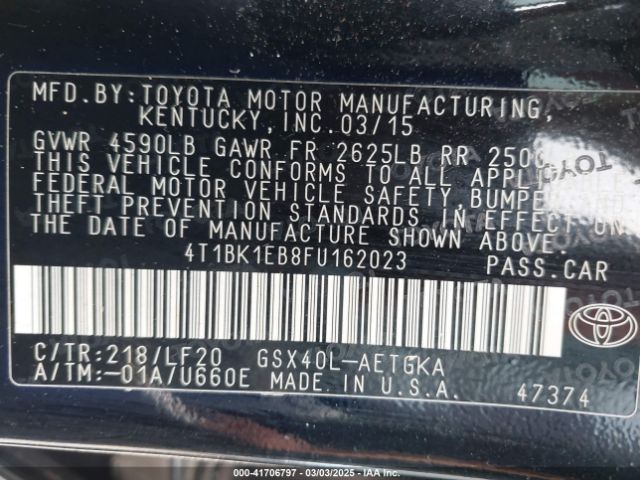 MFD.BY:TOYOTA MOTOR MANUFACTURING,
KENTUCKY,INC.03/15
GVWR 4590LB GAWR FR 2625LB RR
THIS VEHICLE CONFORMS TO ALL
FEDERAL MOTOR VEHICLE SAFETY,
THEFT PREVENTION STANDARDS IN EFFECT ON
THE DATE OF MANUFACTURE SHOWN ABOVE
4T1BK1EB8FU162023 PASS.CAR
C/TR:218/LF20 GSX40L-AETGKA
A/TM:-01A/U660E MADE IN U.S.A. 47374
000-41706797 - 03/03/2025 - IAA Inc.